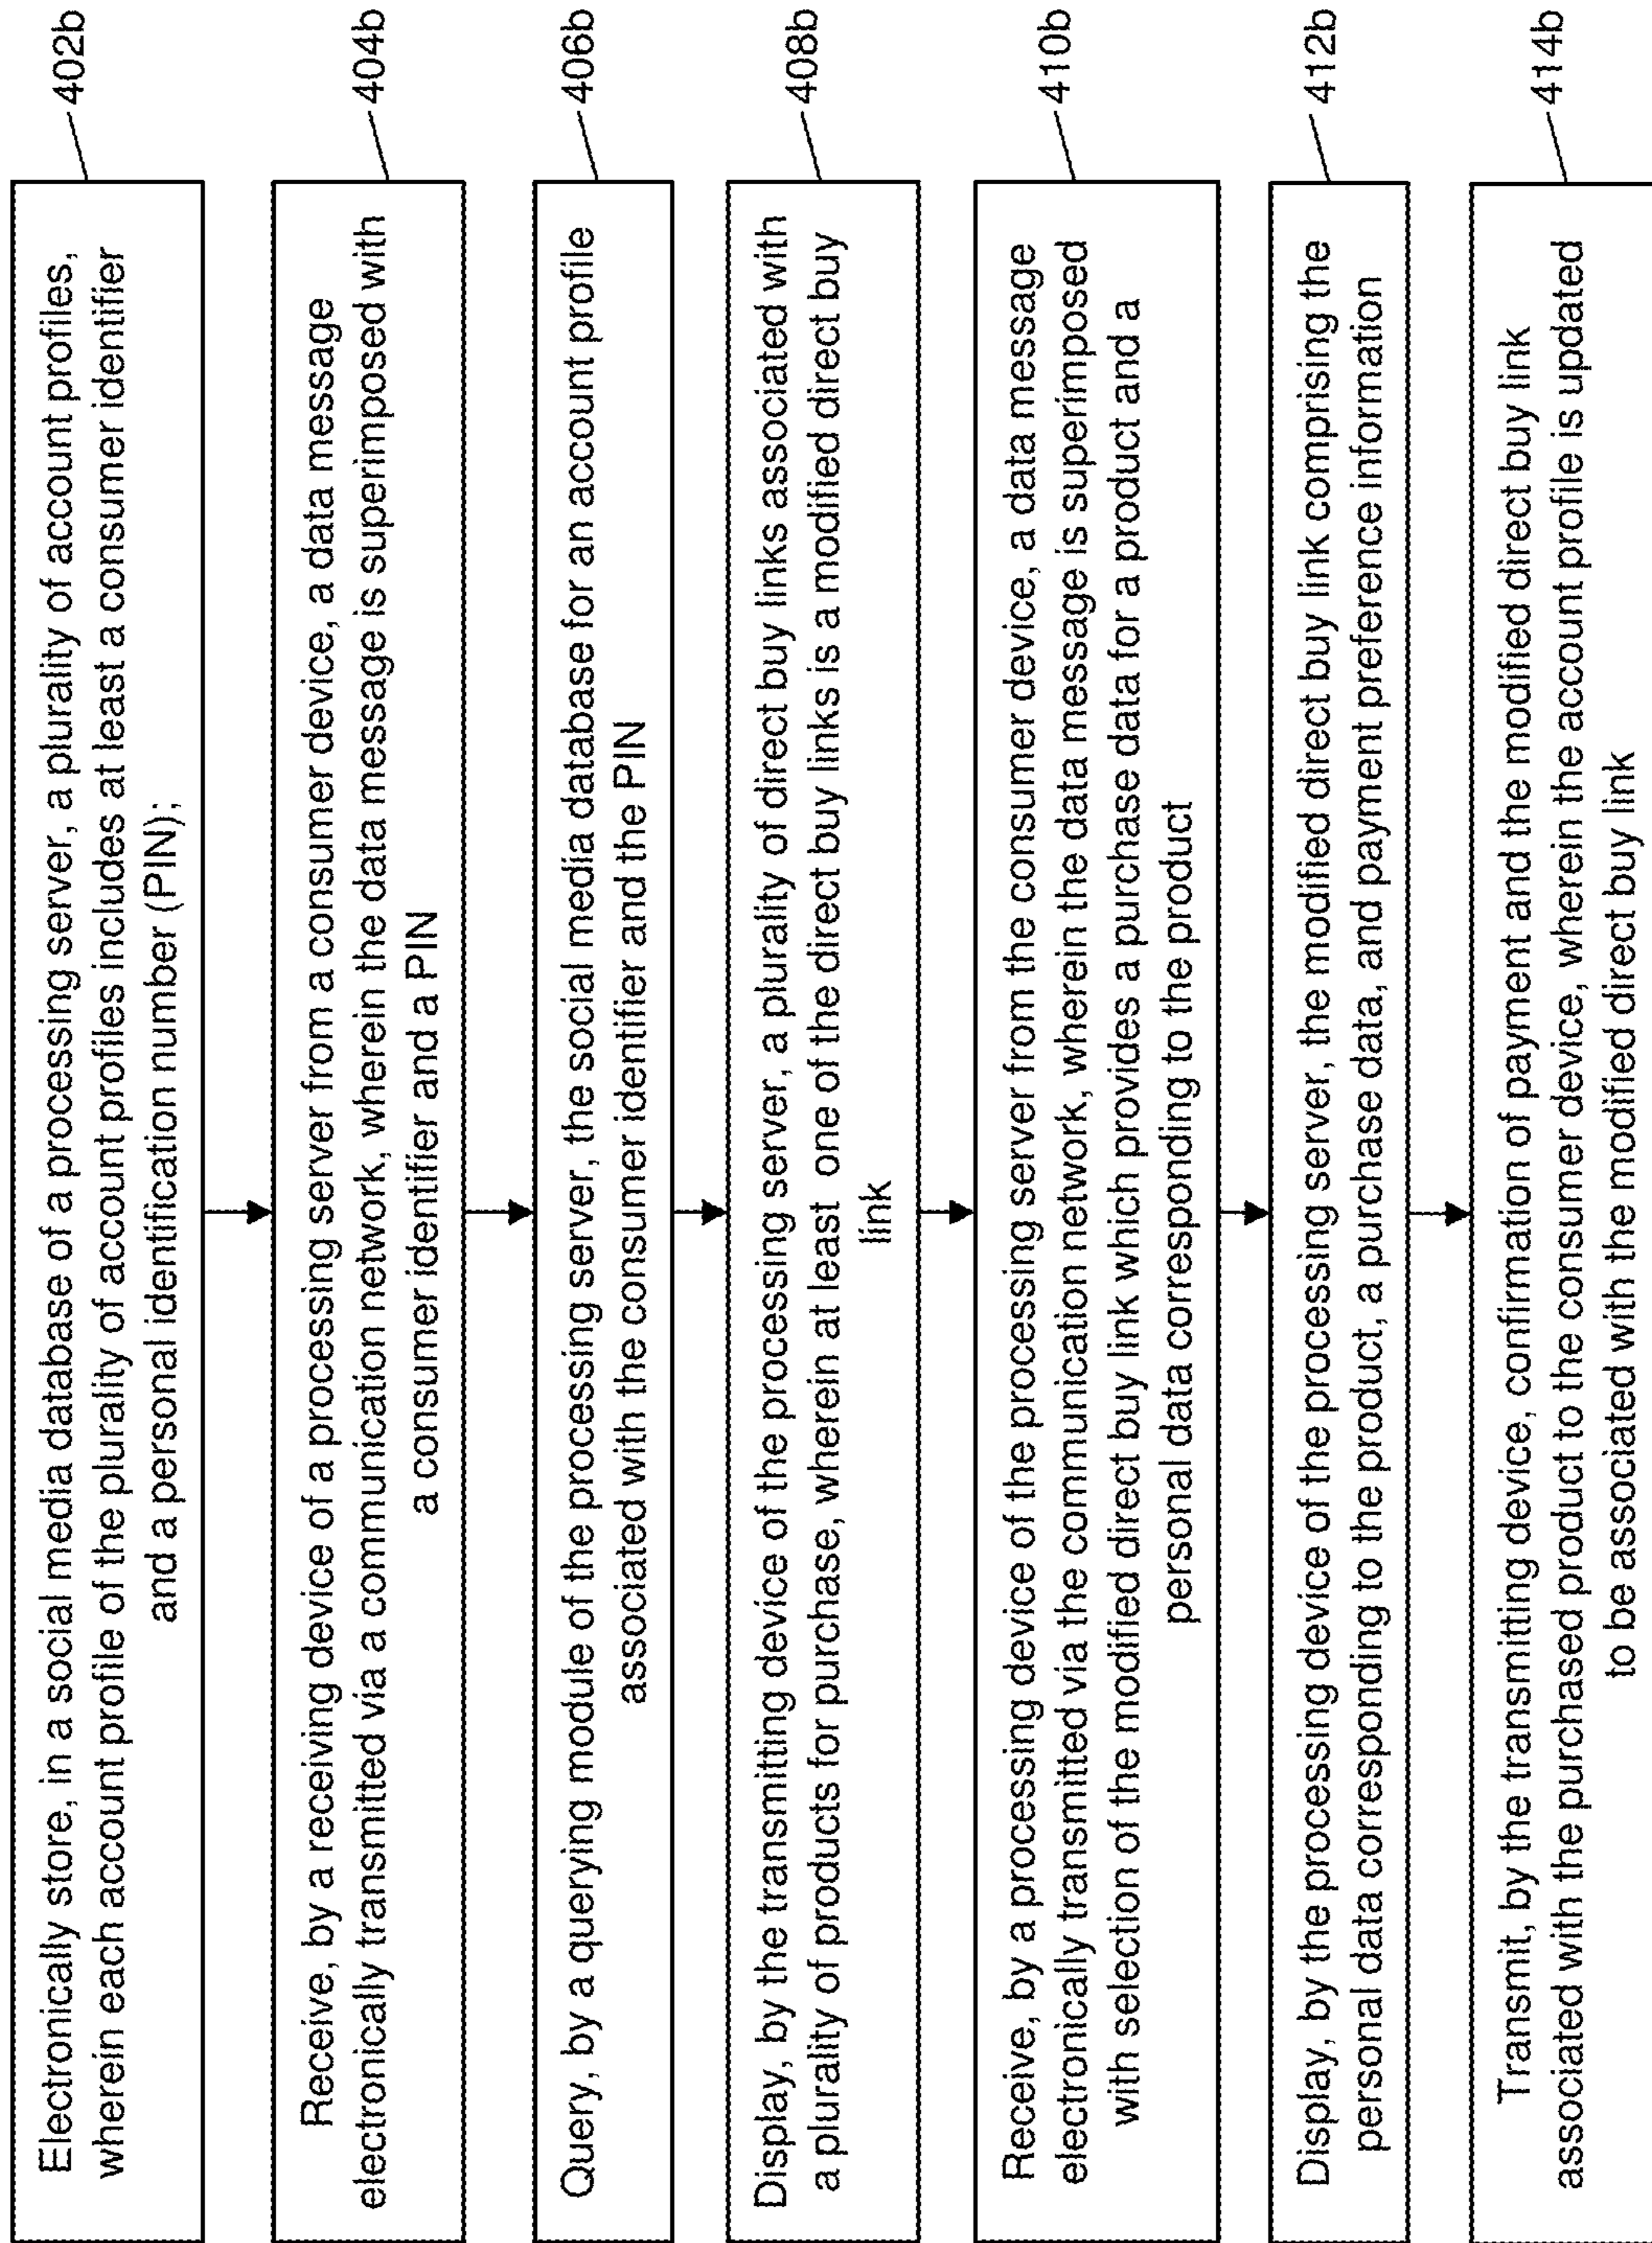 Electronically store, in a social media database of a processing server, a plurality of account profiles,
wherein each account profile of the plurality of account profiles includes at least a consumer identifier
and a personal identification number (PIN);
402b
Receive, by a receiving device of a processing server from a consumer device, a data message
electronically transmitted via a communication network, wherein the data message is superimposed with
a consumer identifier and a PIN
404b
Query, by a querying module of the processing server, the social media database for an account profile
associated with the consumer identifier and the PIN
406b
Display, by the transmitting device of the processing server, a plurality of direct buy links associated with
a plurality of products for purchase, wherein at least one of the direct buy links is a modified direct buy
link
408b
Receive, by a processing device of the processing server from the consumer device, a data message
electronically transmitted via the communication network, wherein the data message is superimposed
with selection of the modified direct buy link which provides a purchase data for a product and a
personal data corresponding to the product
410b
Display, by the processing device of the processing server, the modified direct buy link comprising the
personal data corresponding to the product, a purchase data, and payment preference information
412b
Transmit, by the transmitting device, confirmation of payment and the modified direct buy link
associated with the purchased product to the consumer device, wherein the account profile is updated
to be associated with the modified direct buy link
414b